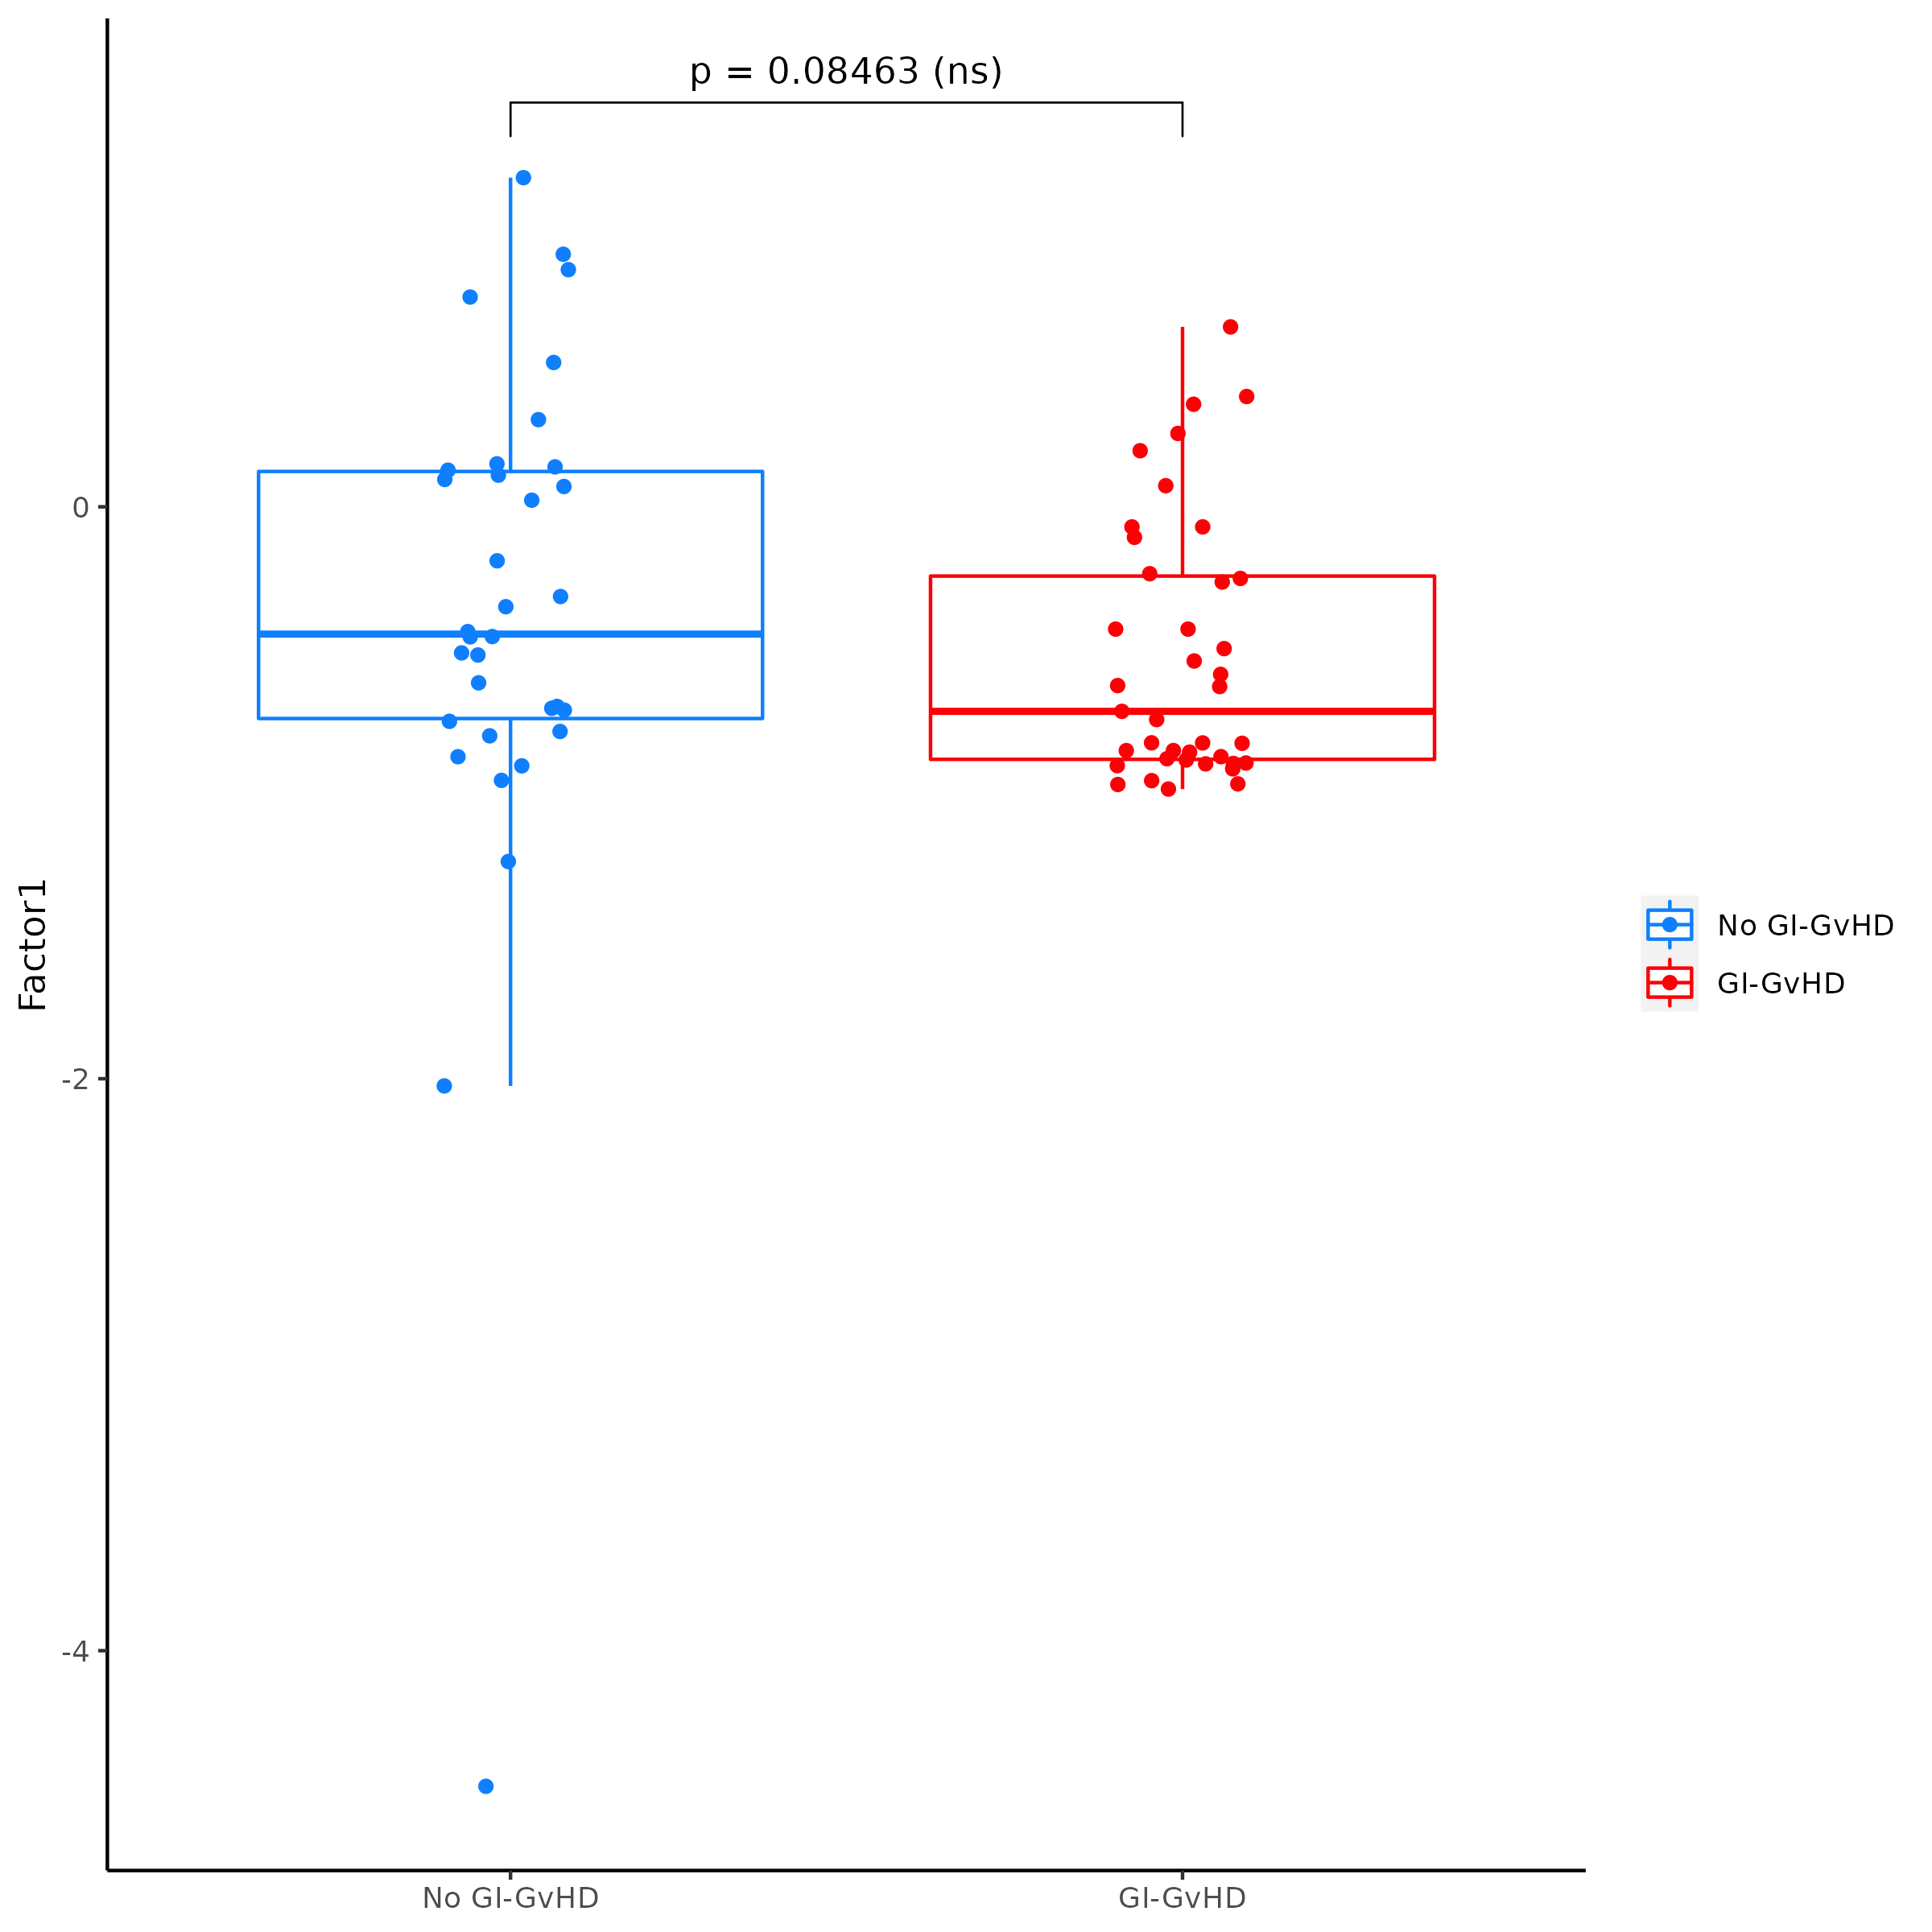 p = 0.08463 (ns)
0
-2
-4
Factor1
No GI-GvHD
GI-GvHD
No GI-GvHD
GI-GvHD